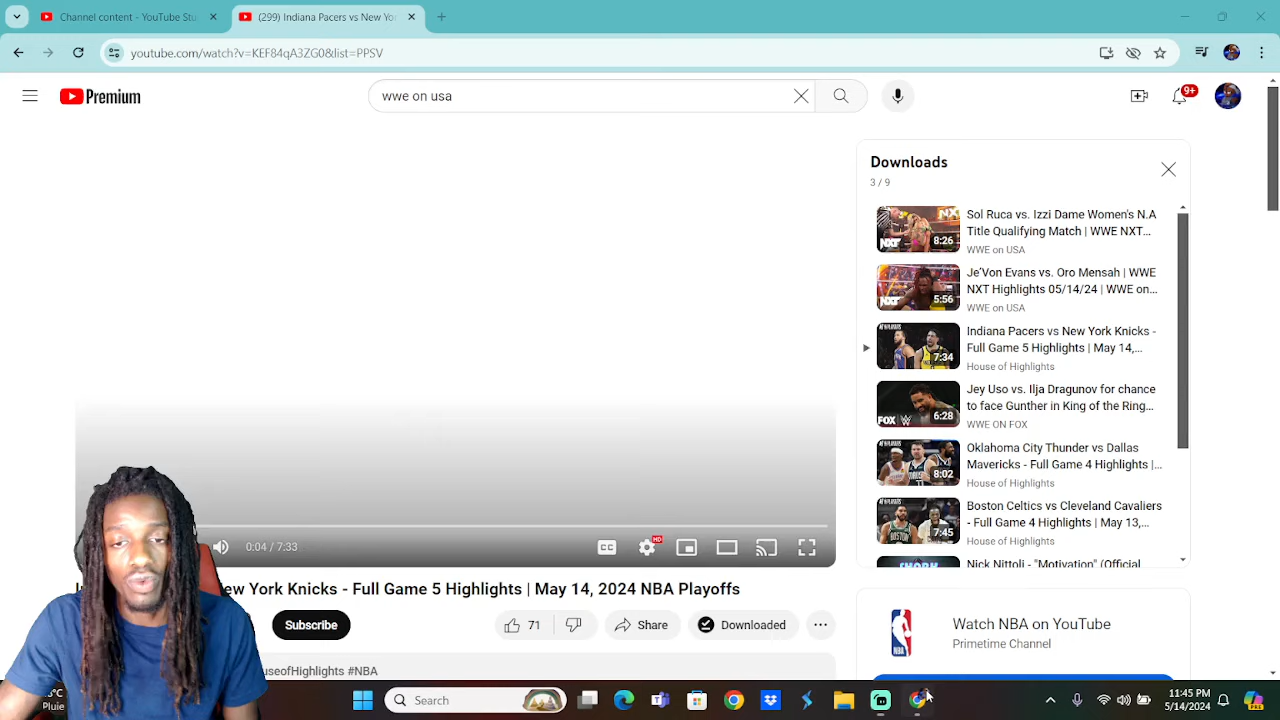 Channel content - YouTube Stu
(299) Indiana Pacers vs New Yor
youtube.com/watch?v=KEF84qA3ZG08&list=PPSV
Premium
wwe on usa
9+
Downloads
3 / 9
Sol Ruca vs. Izzi Dame Women's N.A
Title Qualifying Match | WWE NXT...
WWE on USA
NXT
8:26
Je'Von Evans vs. Oro Mensah | WWE
NXT Highlights 05/14/24 | WWE on...
WWE on USA
NXT
5:56
Indiana Pacers vs New York Knicks -
Full Game 5 Highlights | May 14,...
House of Highlights
7:34
Jey Uso vs. Ilja Dragunov for chance
to face Gunther in King of the Ring...
WWE ON FOX
FOX
6:28
Oklahoma City Thunder vs Dallas
Mavericks - Full Game 4 Highlights |...
House of Highlights
8:02
Boston Celtics vs Cleveland Cavaliers
- Full Game 4 Highlights | May 13,...
House of Highlights
7:45
Nick Nittoli - "Motivation" (Official
0:04 / 7:33
CC
HD
ew York Knicks - Full Game 5 Highlights | May 14, 2024 NBA Playoffs
Subscribe
71
Share
Downloaded
useofHighlights #NBA
NBA
Watch NBA on YouTube
Primetime Channel
Pluie
Search
11:45 PM
5/14/2024